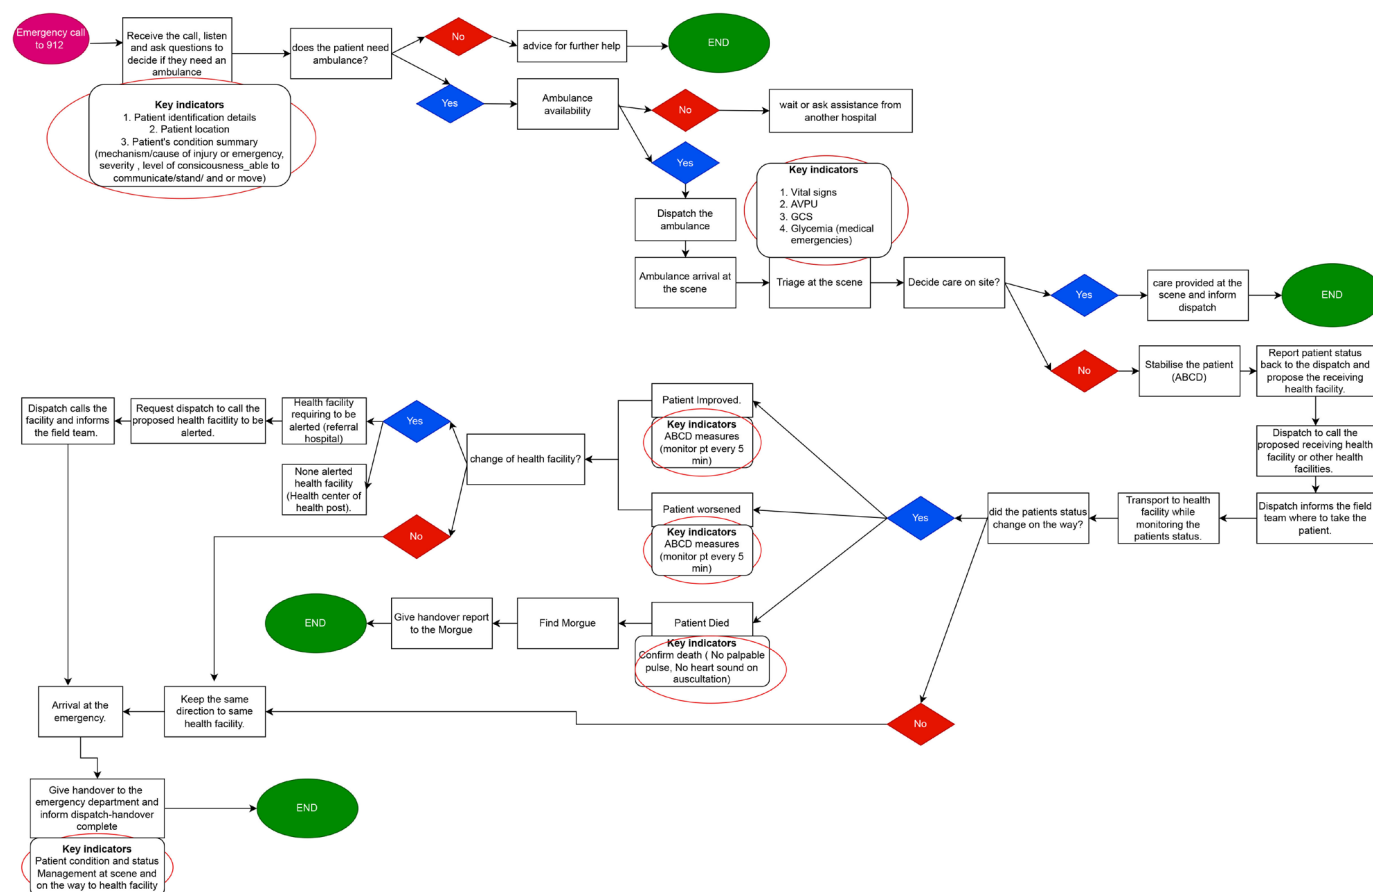 Emergency call
to 912
Receive the call, listen
and ask questions to
decide if they need an
ambulance
Key indicators
1. Patient identification details
2. Patient location
3. Patient's condition summary
(mechanism/cause of injury or emergency,
severity , level of consicousness_able to
communicate/stand/ and or move)
does the patient need
ambulance?
No
advice for further help
END
Yes
Ambulance
availability
No
wait or ask assistance from
another hospital
Yes
Dispatch the
ambulance
Ambulance arrival at
the scene
Key indicators
1. Vital signs
2. AVPU
3. GCS
4. Glycemia (medical
emergencies)
Triage at the scene
Decide care on site?
Yes
care provided at the
scene and inform
dispatch
END
No
Stabilise the patient
(ABCD)
Report patient status
back to the dispatch and
propose the receiving
health facility.
Dispatch to call the
proposed receiving health
facility or other health
facilities.
Dispatch informs the field
team where to take the
patient.
Transport to health
facility while
monitoring the
patients status.
did the patients status
change on the way?
Yes
Patient Improved.
Key indicators
ABCD measures
(monitor pt every 5
min)
Patient worsened
Key indicators
ABCD measures
(monitor pt every 5
min)
Patient Died
Key indicators
Confirm death ( No palpable
pulse, No heart sound on
auscultation)
Find Morgue
Give handover report
to the Morgue
END
change of health facility?
Yes
Health facility
requiring to be
alerted (referral
hospital)
Request dispatch to call the
proposed health facitlity to be
alerted.
Dispatch calls the
facility and informs
the field team.
None alerted
health facility
(Health center of
health post).
No
No
Keep the same
direction to same
health facility.
Arrival at the
emergency.
Give handover to the
emergency department and
inform dispatch-handover
complete
END
Key indicators
Patient condition and status
Management at scene and
on the way to health facility